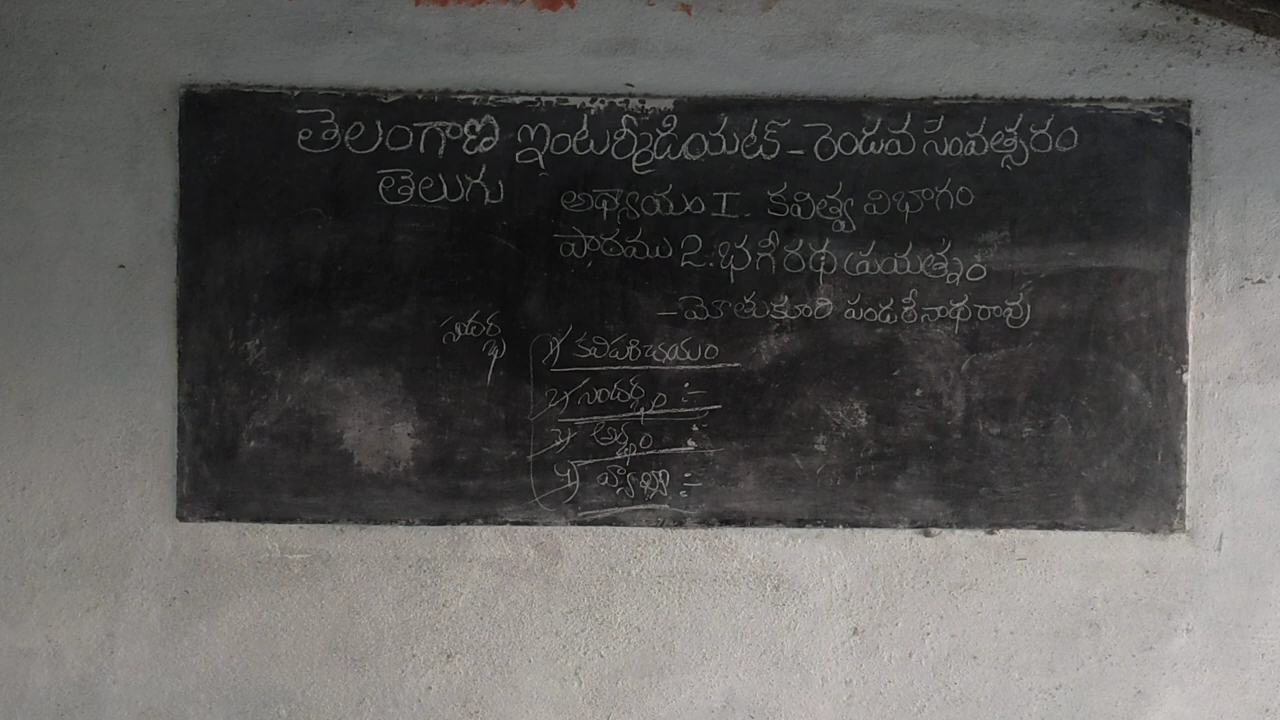 తెలంగాణ ఇంటర్మీడియట్ - రెండవ సంవత్సరం
తెలుగు
అధ్యాయం I. కవిత్వ విభాగం
పాఠము 2: భగీరథ ప్రయత్నం
- మోతుకూరి పండరీనాథరావు
సందర్భ
1) కవిపరిచయం
2) సందర్భం :-
3) అర్థం :-
4) వ్యాఖ్య :-